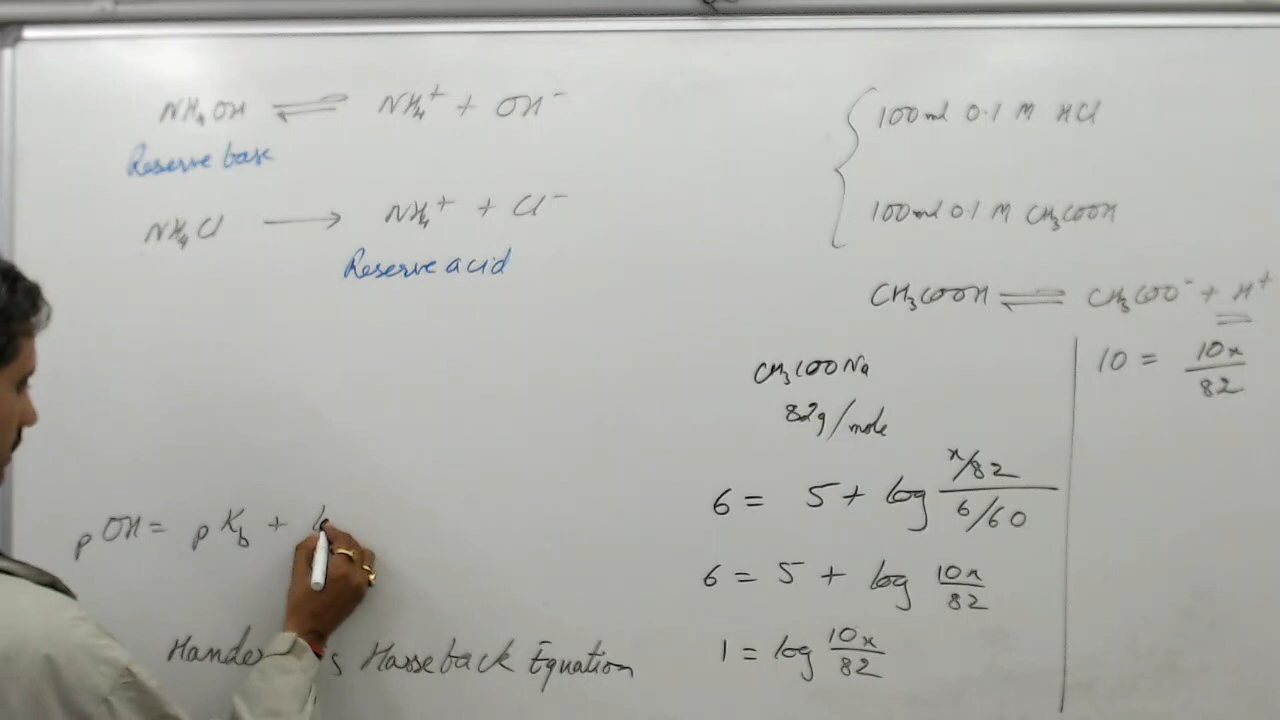 NH₄OH ⇌ NH₄⁺ + OH⁻
Reserve base
NH₄Cl ⟶ NH₄⁺ + Cl⁻
Reserve acid
pOH = pK_b +
Hasseback Equation
100ml 0.1 M HCl
100ml 0.1 M CH₃COOH
CH₃COOH ⇌ CH₃COO⁻ + H⁺
CH₃COONa
82g/mole
6 = 5 + log (x/82)/(6/60)
6 = 5 + log 10x/82
1 = log 10x/82
10 = 10x/82